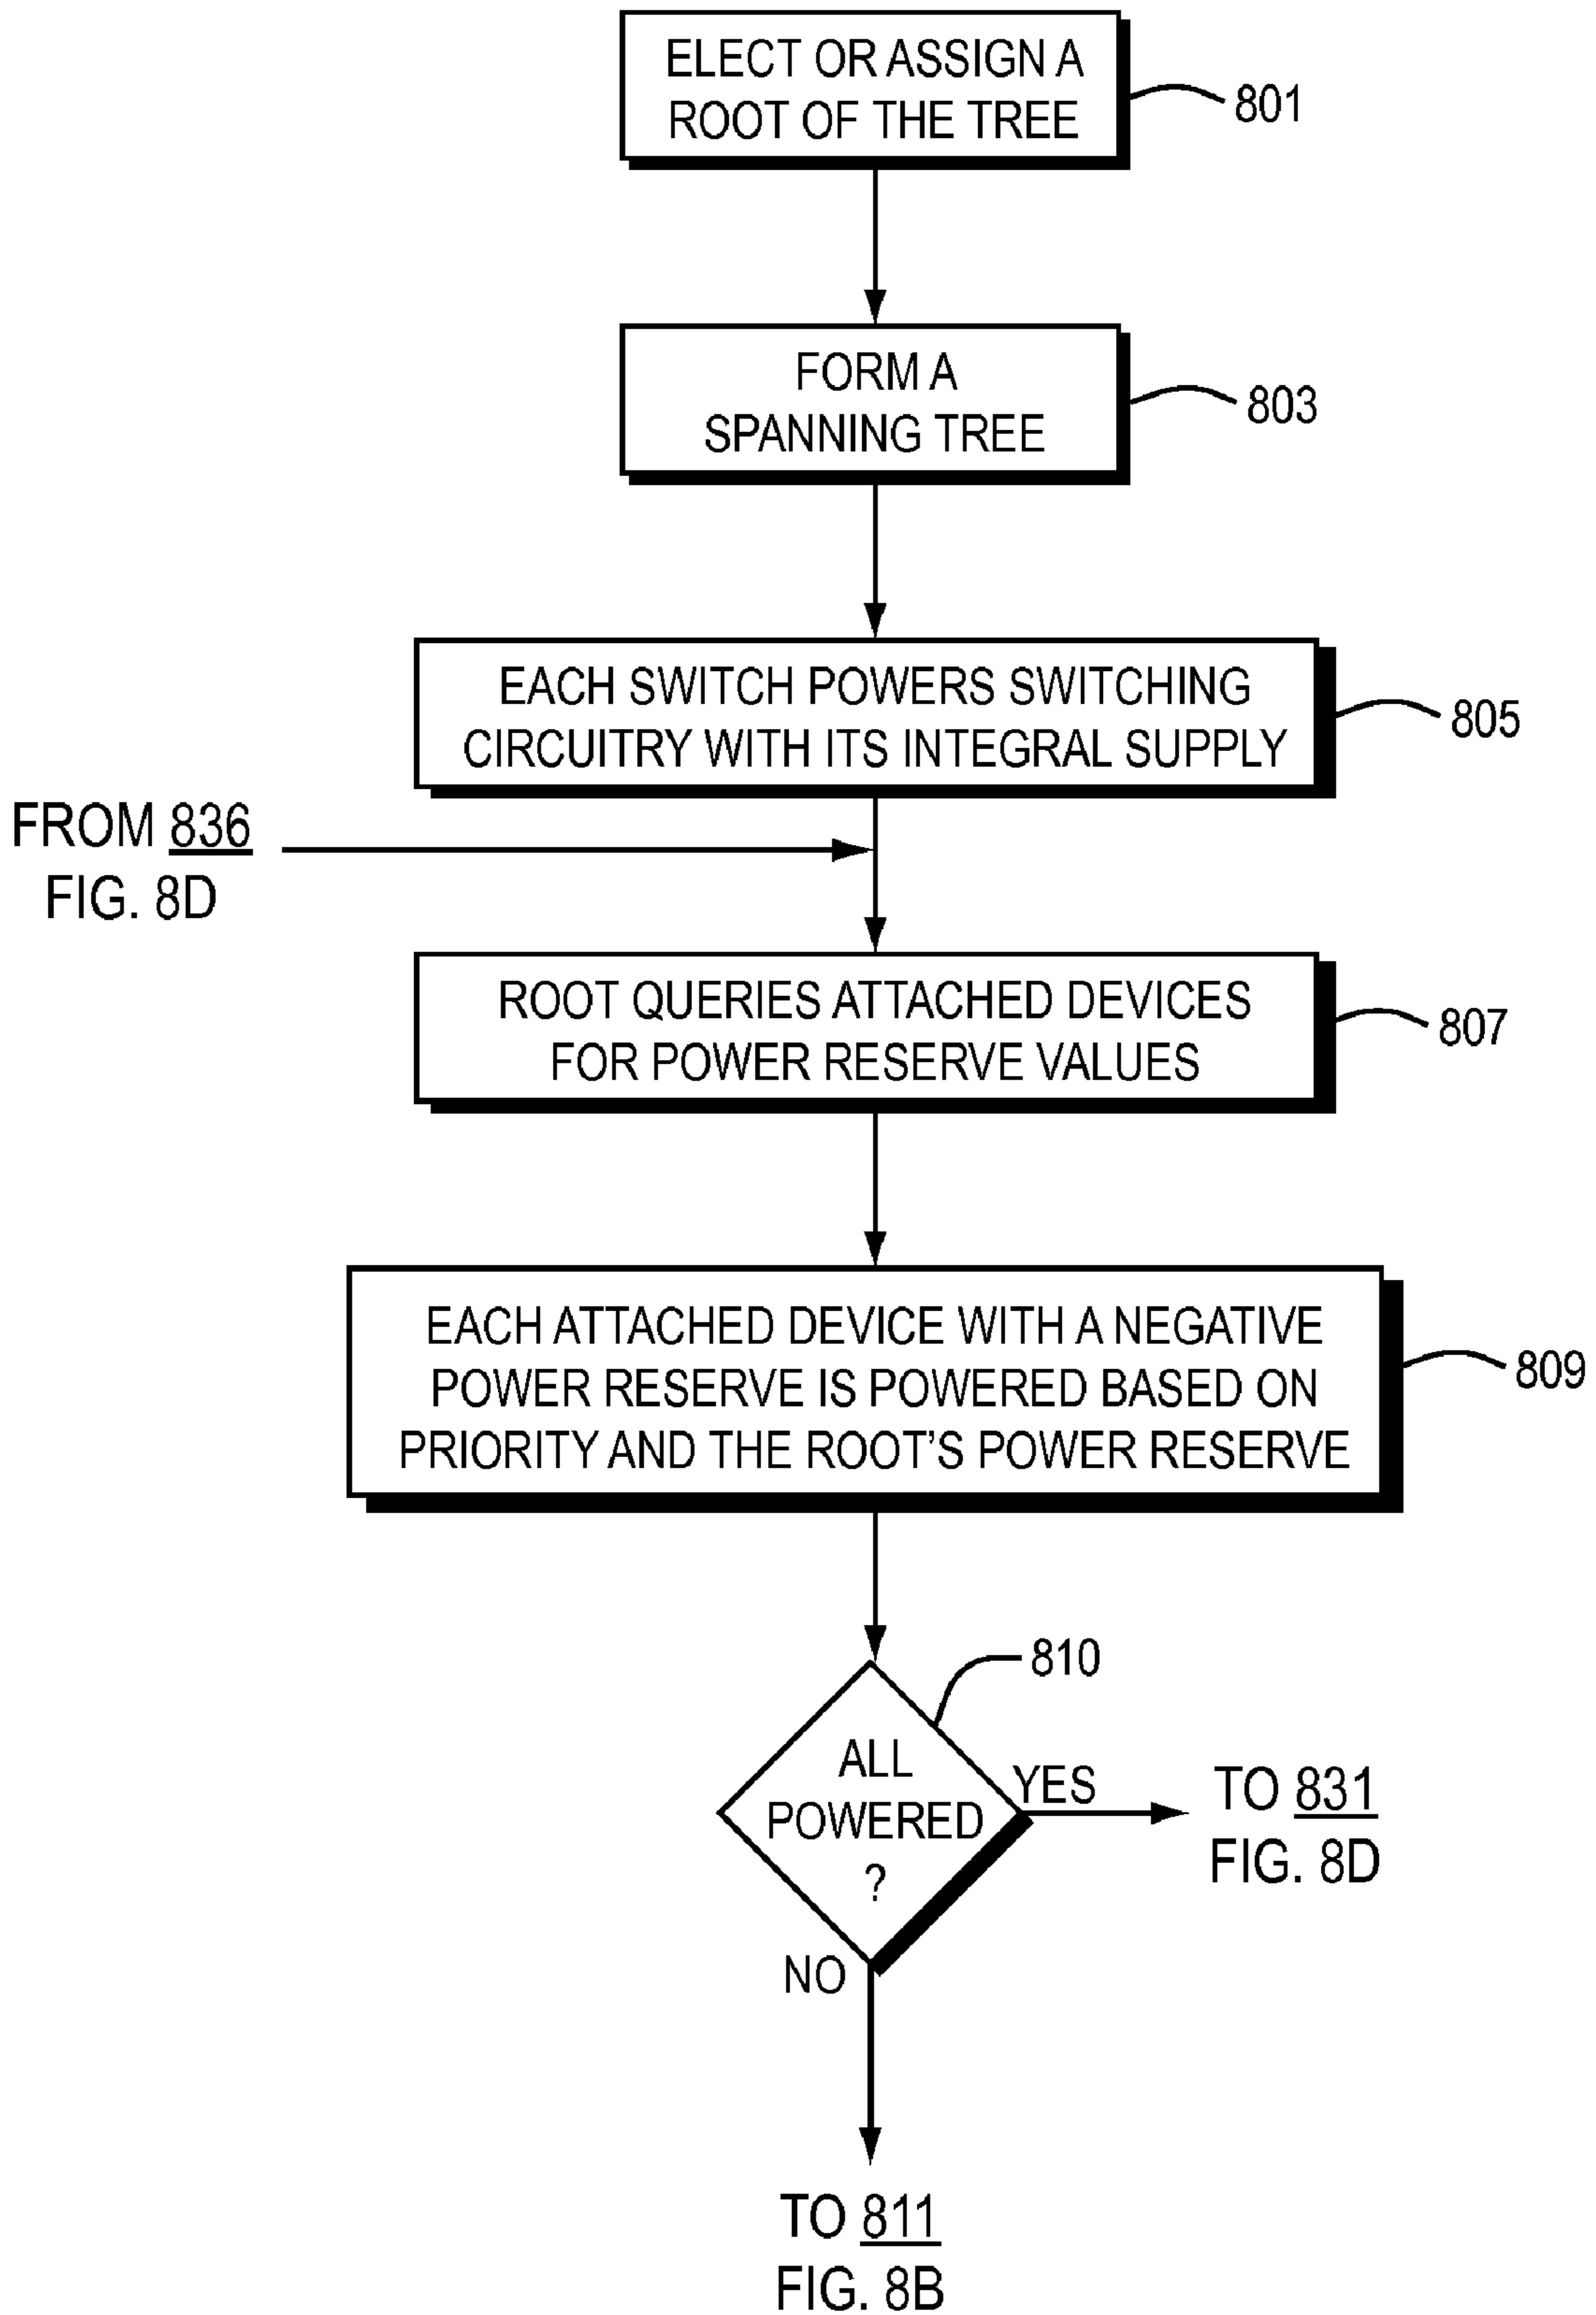 ELECT OR ASSIGN A
ROOT OF THE TREE
801
FORM A
SPANNING TREE
803
EACH SWITCH POWERS SWITCHING
CIRCUITRY WITH ITS INTEGRAL SUPPLY
805
FROM 836
FIG. 8D
ROOT QUERIES ATTACHED DEVICES
FOR POWER RESERVE VALUES
807
EACH ATTACHED DEVICE WITH A NEGATIVE
POWER RESERVE IS POWERED BASED ON
PRIORITY AND THE ROOT'S POWER RESERVE
809
810
ALL
POWERED
?
YES
TO 831
FIG. 8D
NO
TO 811
FIG. 8B